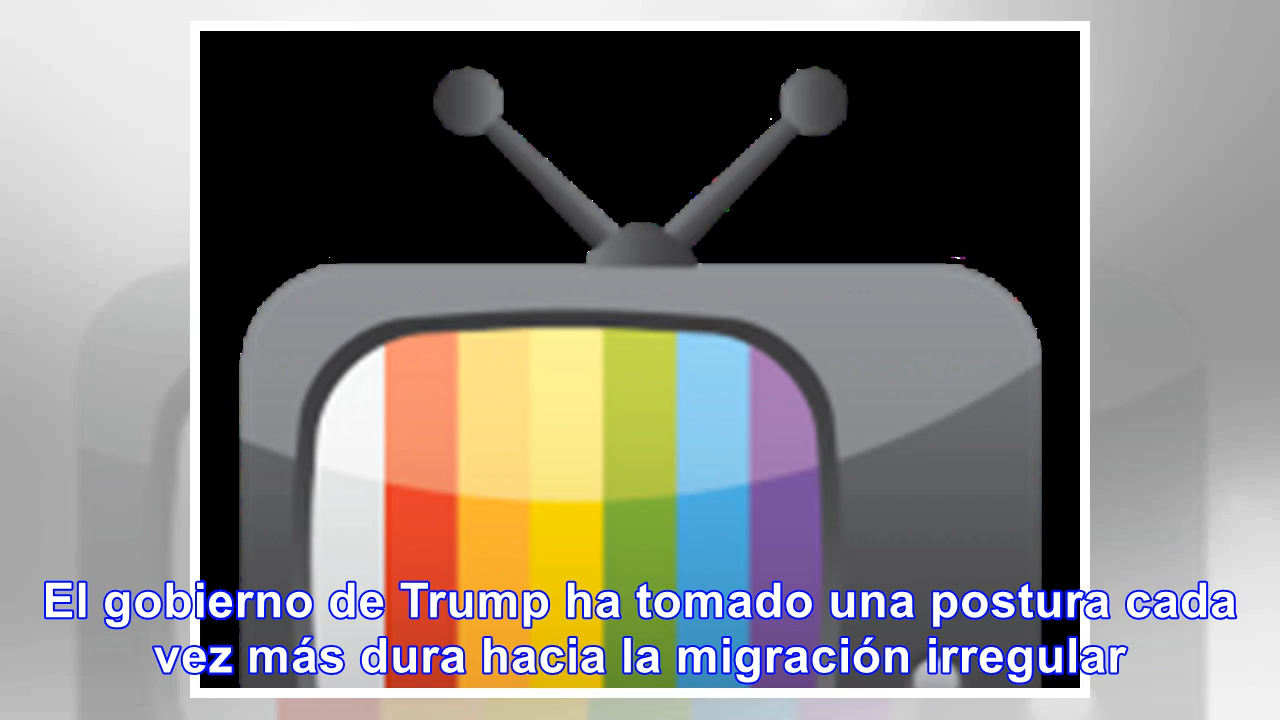 El gobierno de Trump ha tomado una postura cada
vez más dura hacia la migración irregular